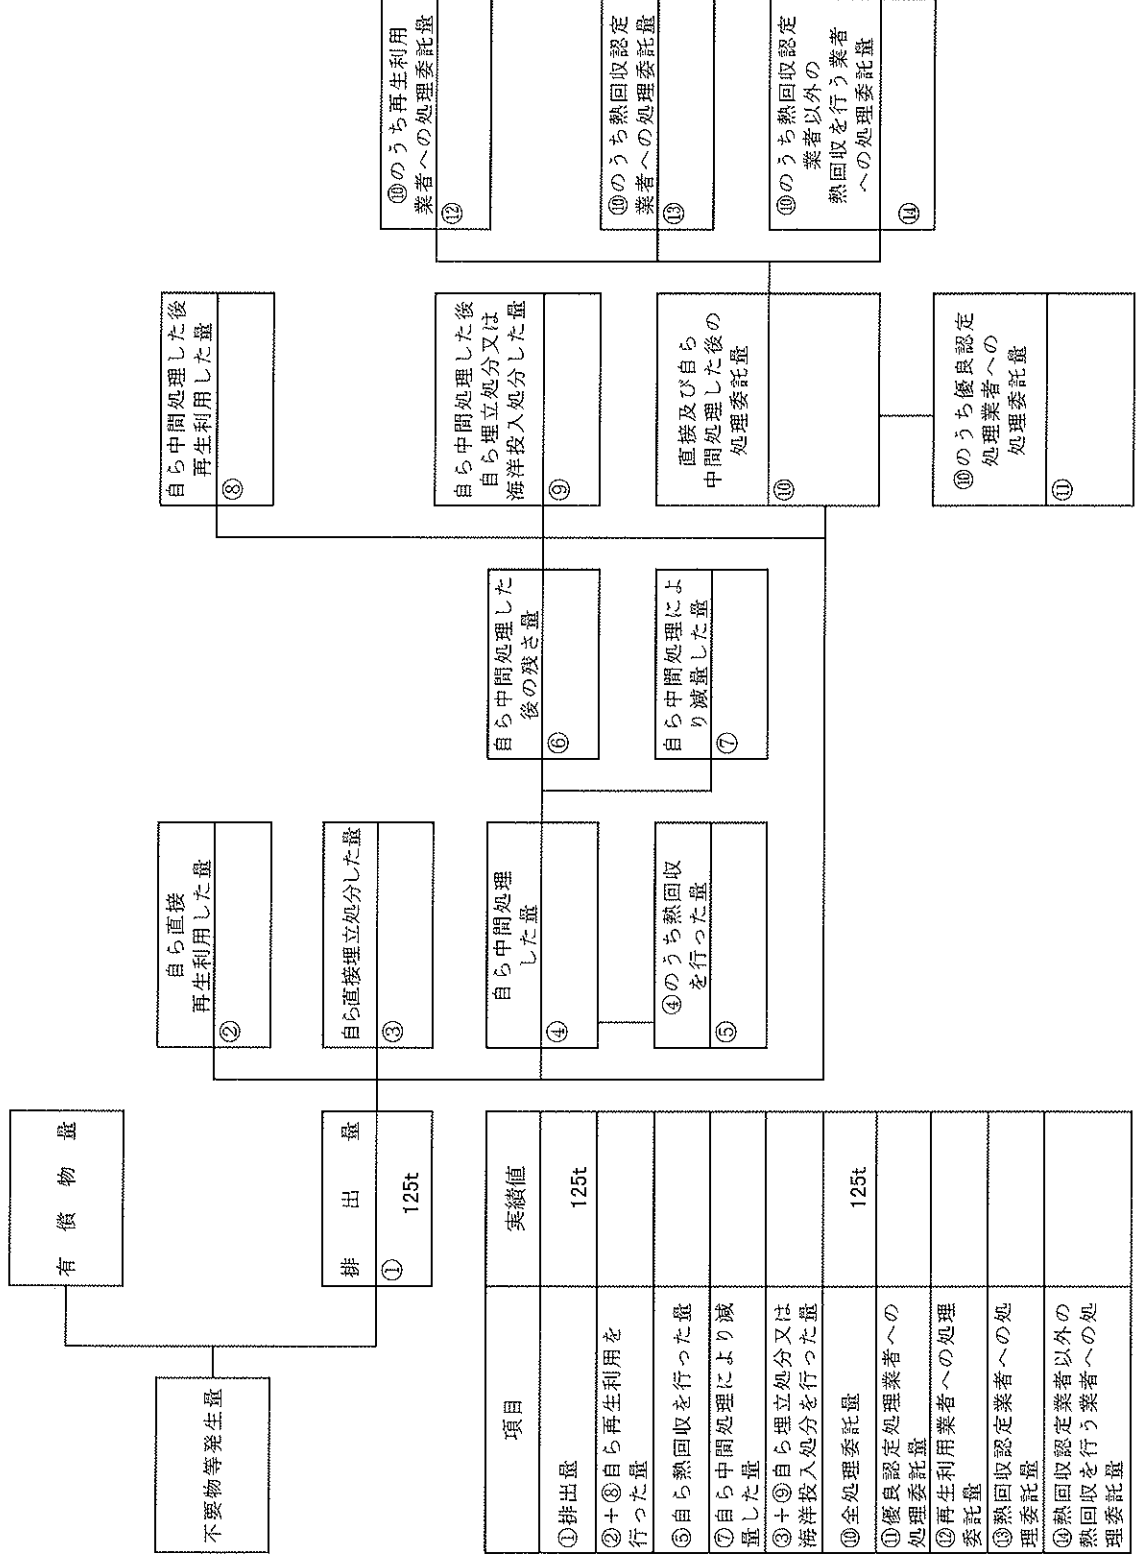 不要物等発生量
有償物量
排出量
①
125t
自ら直接
再生利用した量
②
自ら直接埋立処分した量
③
自ら中間処理
した量
④
④のうち熱回収
を行った量
⑤
自ら中間処理した
後の残さ量
⑥
自ら中間処理によ
り減量した量
⑦
自ら中間処理した後
再生利用した量
⑧
自ら中間処理した後
自ら埋立処分又は
海洋投入処分した量
⑨
直接及び自ら
中間処理した後の
処理委託量
⑩
⑩のうち優良認定
処理業者への
処理委託量
⑪
⑩のうち再生利用
業者への処理委託量
⑫
⑩のうち熱回収認定
業者への処理委託量
⑬
⑩のうち熱回収認定
業者以外の
熱回収を行う業者
への処理委託量
⑭
項目
実績値
①排出量
125t
②+⑧自ら再生利用を
行った量
⑤自ら熱回収を行った量
⑦自ら中間処理により減
量した量
③+⑨自ら埋立処分又は
海洋投入処分を行った量
⑩全処理委託量
125t
⑪優良認定処理業者への
処理委託量
⑫再生利用業者への処理
委託量
⑬熱回収認定業者への処
理委託量
⑭熱回収認定業者以外の
熱回収を行う業者への処
理委託量